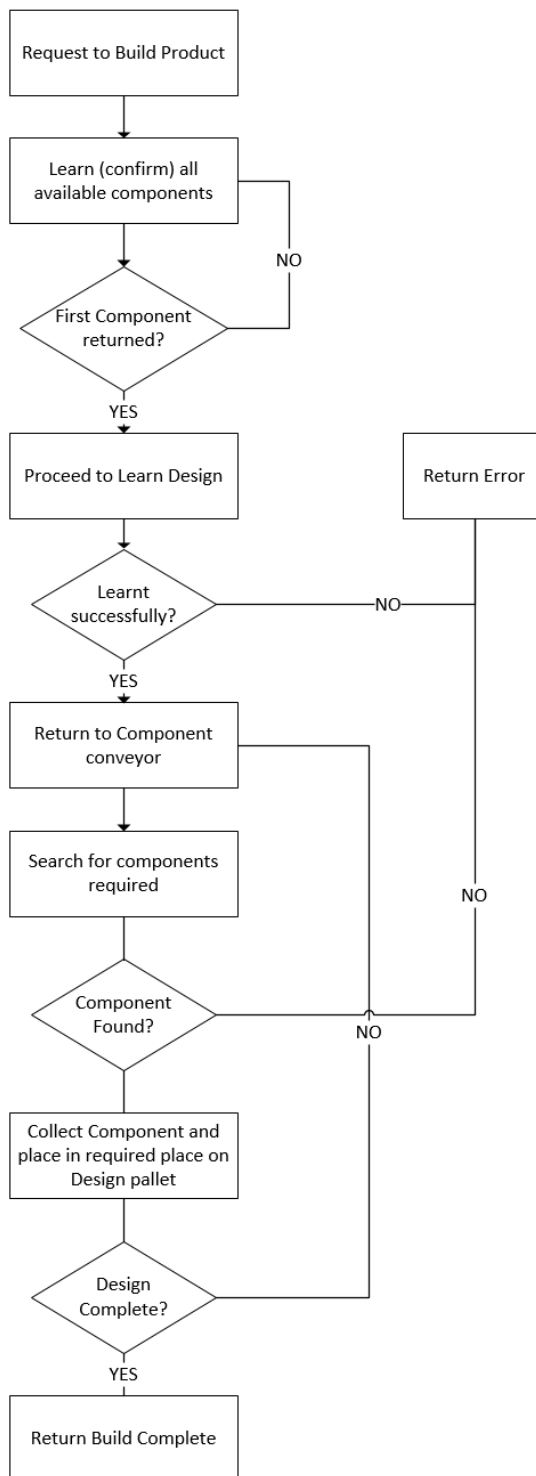 Request to Build Product
Learn (confirm) all
available components
NO
First Component
returned?
YES
Proceed to Learn Design
Return Error
Learnt
successfully?
NO
YES
Return to Component
conveyor
Search for components
required
NO
Component
Found?
NO
Collect Component and
place in required place on
Design pallet
Design
Complete?
YES
Return Build Complete